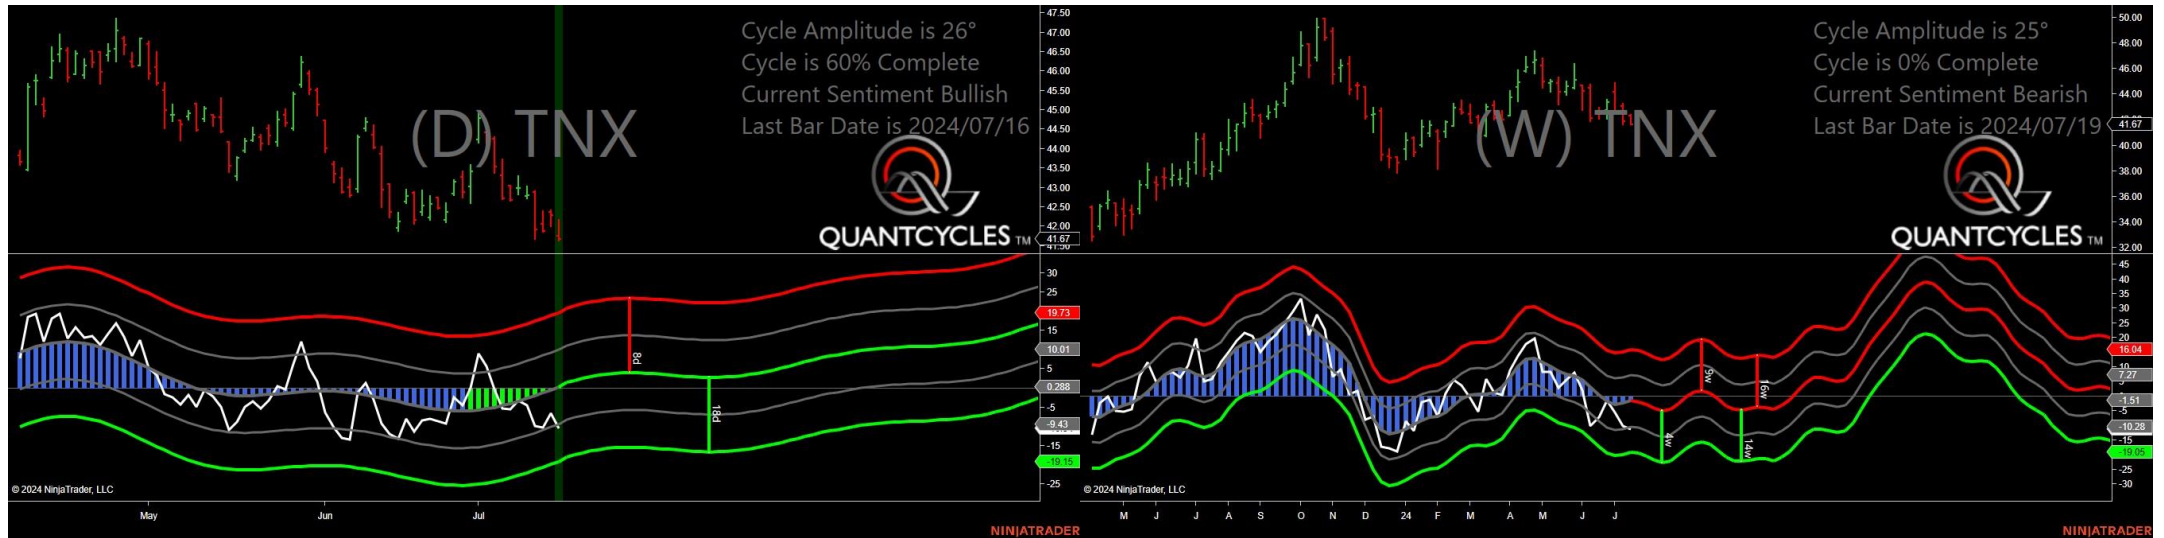 Cycle Amplitude is 26°
Cycle is 60% Complete
Current Sentiment Bullish
Last Bar Date is 2024/07/16
(D) TNX
QUANTCYCLES TM
47.50
47.00
46.50
46.00
45.50
45.00
44.50
44.00
43.50
43.00
42.50
42.00
41.67
30
25
19.73
15
10.01
5
0.288
-5
-9.43
-15
-19.15
-25
8d
18d
© 2024 NinjaTrader, LLC
May
Jun
Jul
NINJATRADER
Cycle Amplitude is 25°
Cycle is 0% Complete
Current Sentiment Bearish
Last Bar Date is 2024/07/19
(W) TNX
QUANTCYCLES TM
50.00
48.00
46.00
44.00
41.67
40.00
38.00
36.00
34.00
32.00
45
35
30
25
20
16.04
10
7.27
-1.51
-5
-10.28
-15
-19.05
-25
-30
9w
16w
4w
14w
© 2024 NinjaTrader, LLC
M J J A S O N D 24 F M A M J J
NINJATRADER